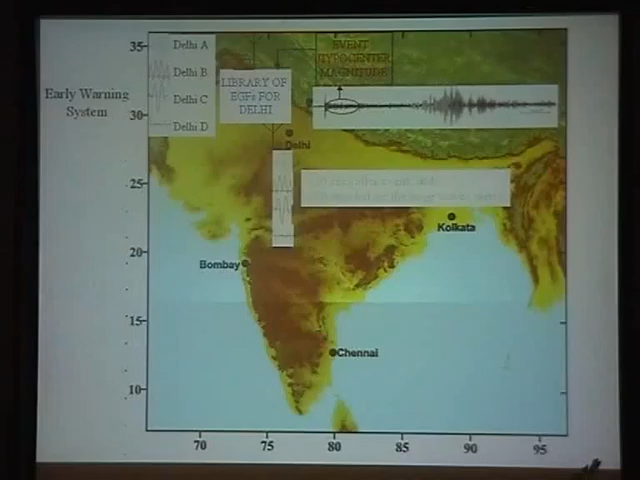 Early Warning
System
35
30
25
20
15
10
70
75
80
85
90
95
Delhi A
Delhi B
Delhi C
Delhi D
LIBRARY OF
EGFs FOR
DELHI
EVENT
HYPOCENTER
MAGNITUDE
Delhi
Kolkata
Bombay
Chennai